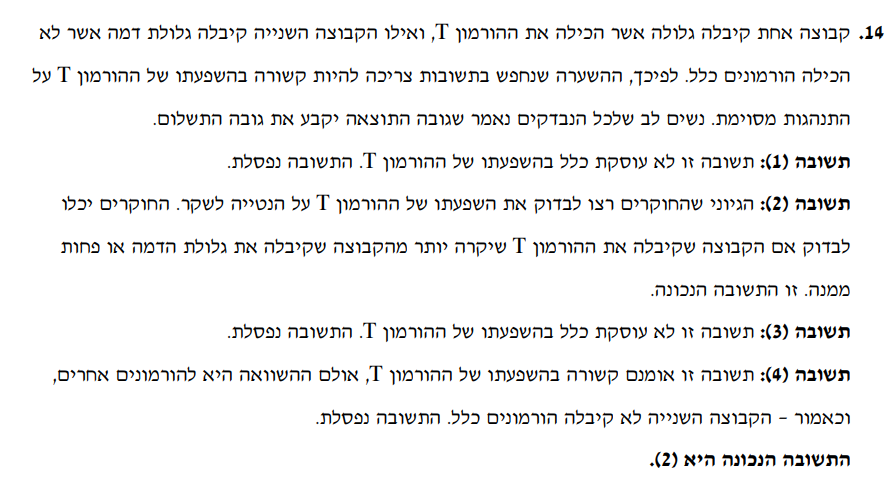 14. קבוצה אחת קיבלה גלולה אשר הכילה את ההורמון T, ואילו הקבוצה השנייה קיבלה גלולת דמה אשר לא
הכילה הורמונים כלל. לפיכך, ההשערה שנחפש בתשובות צריכה להיות קשורה בהשפעתו של ההורמון T על
התנהגות מסוימת. נשים לב שלכל הנבדקים נאמר שגובה התוצאה יקבע את גובה התשלום.
תשובה (1): תשובה זו לא עוסקת כלל בהשפעתו של ההורמון T. התשובה נפסלת.
תשובה (2): הגיוני שהחוקרים רצו לבדוק את השפעתו של ההורמון T על הנטייה לשקר. החוקרים יכלו
לבדוק אם הקבוצה שקיבלה את ההורמון T שיקרה יותר מהקבוצה שקיבלה את גלולת הדמה או פחות
ממנה. זו התשובה הנכונה.
תשובה (3): תשובה זו לא עוסקת כלל בהשפעתו של ההורמון T. התשובה נפסלת.
תשובה (4): תשובה זו אומנם קשורה בהשפעתו של ההורמון T, אולם ההשוואה היא להורמונים אחרים,
וכאמור – הקבוצה השנייה לא קיבלה הורמונים כלל. התשובה נפסלת.
התשובה הנכונה היא (2).